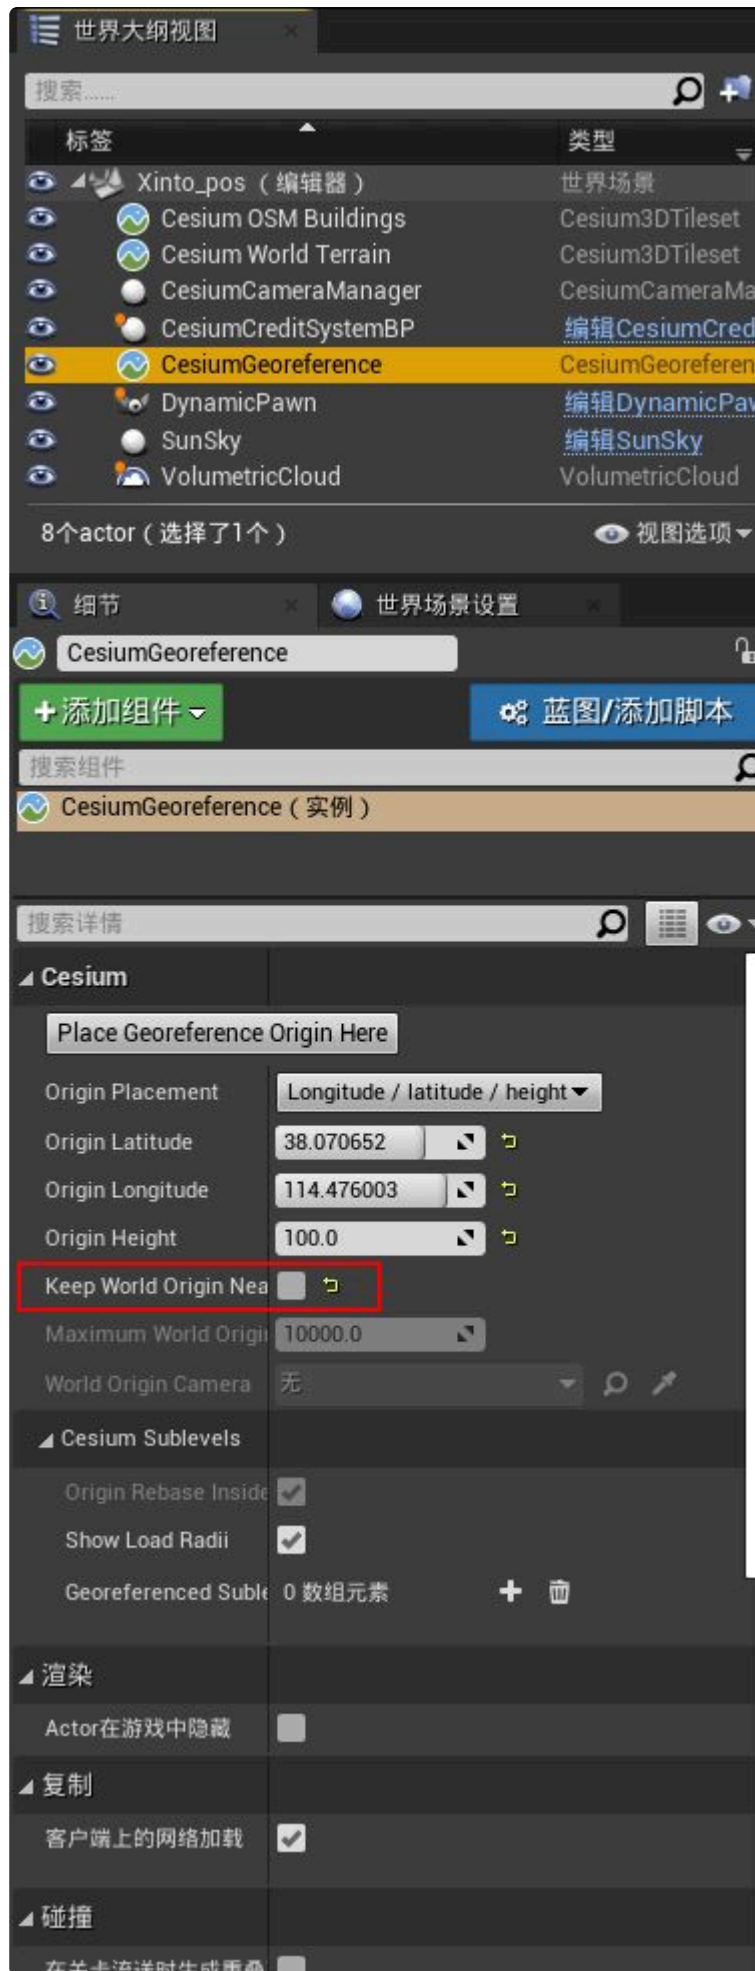 世界大纲视图
搜索......
标签 类型
Xinto_pos （编辑器） 世界场景
Cesium OSM Buildings Cesium3DTileset
Cesium World Terrain Cesium3DTileset
CesiumCameraManager CesiumCameraMa
CesiumCreditSystemBP 编辑CesiumCred
CesiumGeoreference CesiumGeoreferen
DynamicPawn 编辑DynamicPaw
SunSky 编辑SunSky
VolumetricCloud VolumetricCloud
8个actor（选择了1个） 视图选项
细节 世界场景设置
CesiumGeoreference
+添加组件 蓝图/添加脚本
搜索组件
CesiumGeoreference（实例）
搜索详情
Cesium
Place Georeference Origin Here
Origin Placement Longitude / latitude / height
Origin Latitude 38.070652
Origin Longitude 114.476003
Origin Height 100.0
Keep World Origin Nea
Maximum World Origi 10000.0
World Origin Camera 无
Cesium Sublevels
Origin Rebase Inside
Show Load Radii
Georeferenced Suble 0 数组元素
渲染
Actor在游戏中隐藏
复制
客户端上的网络加载
碰撞
在关卡流送时生成重叠